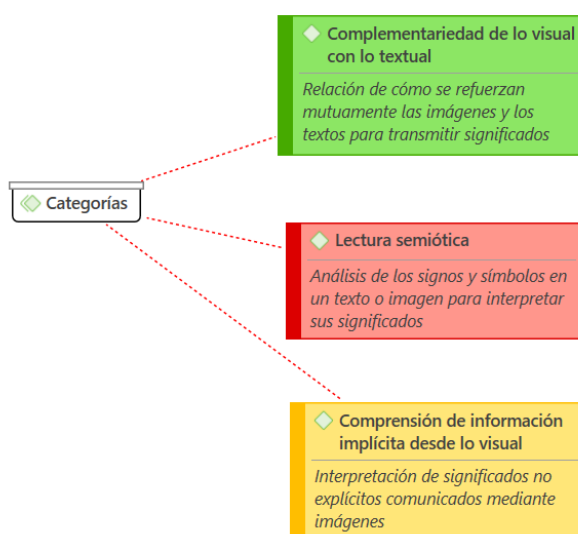 Complementariedad de lo visual
con lo textual
Relación de cómo se refuerzan
mutuamente las imágenes y los
textos para transmitir significados
Categorías
Lectura semiótica
Análisis de los signos y símbolos en
un texto o imagen para interpretar
sus significados
Comprensión de información
implícita desde lo visual
Interpretación de significados no
explícitos comunicados mediante
imágenes